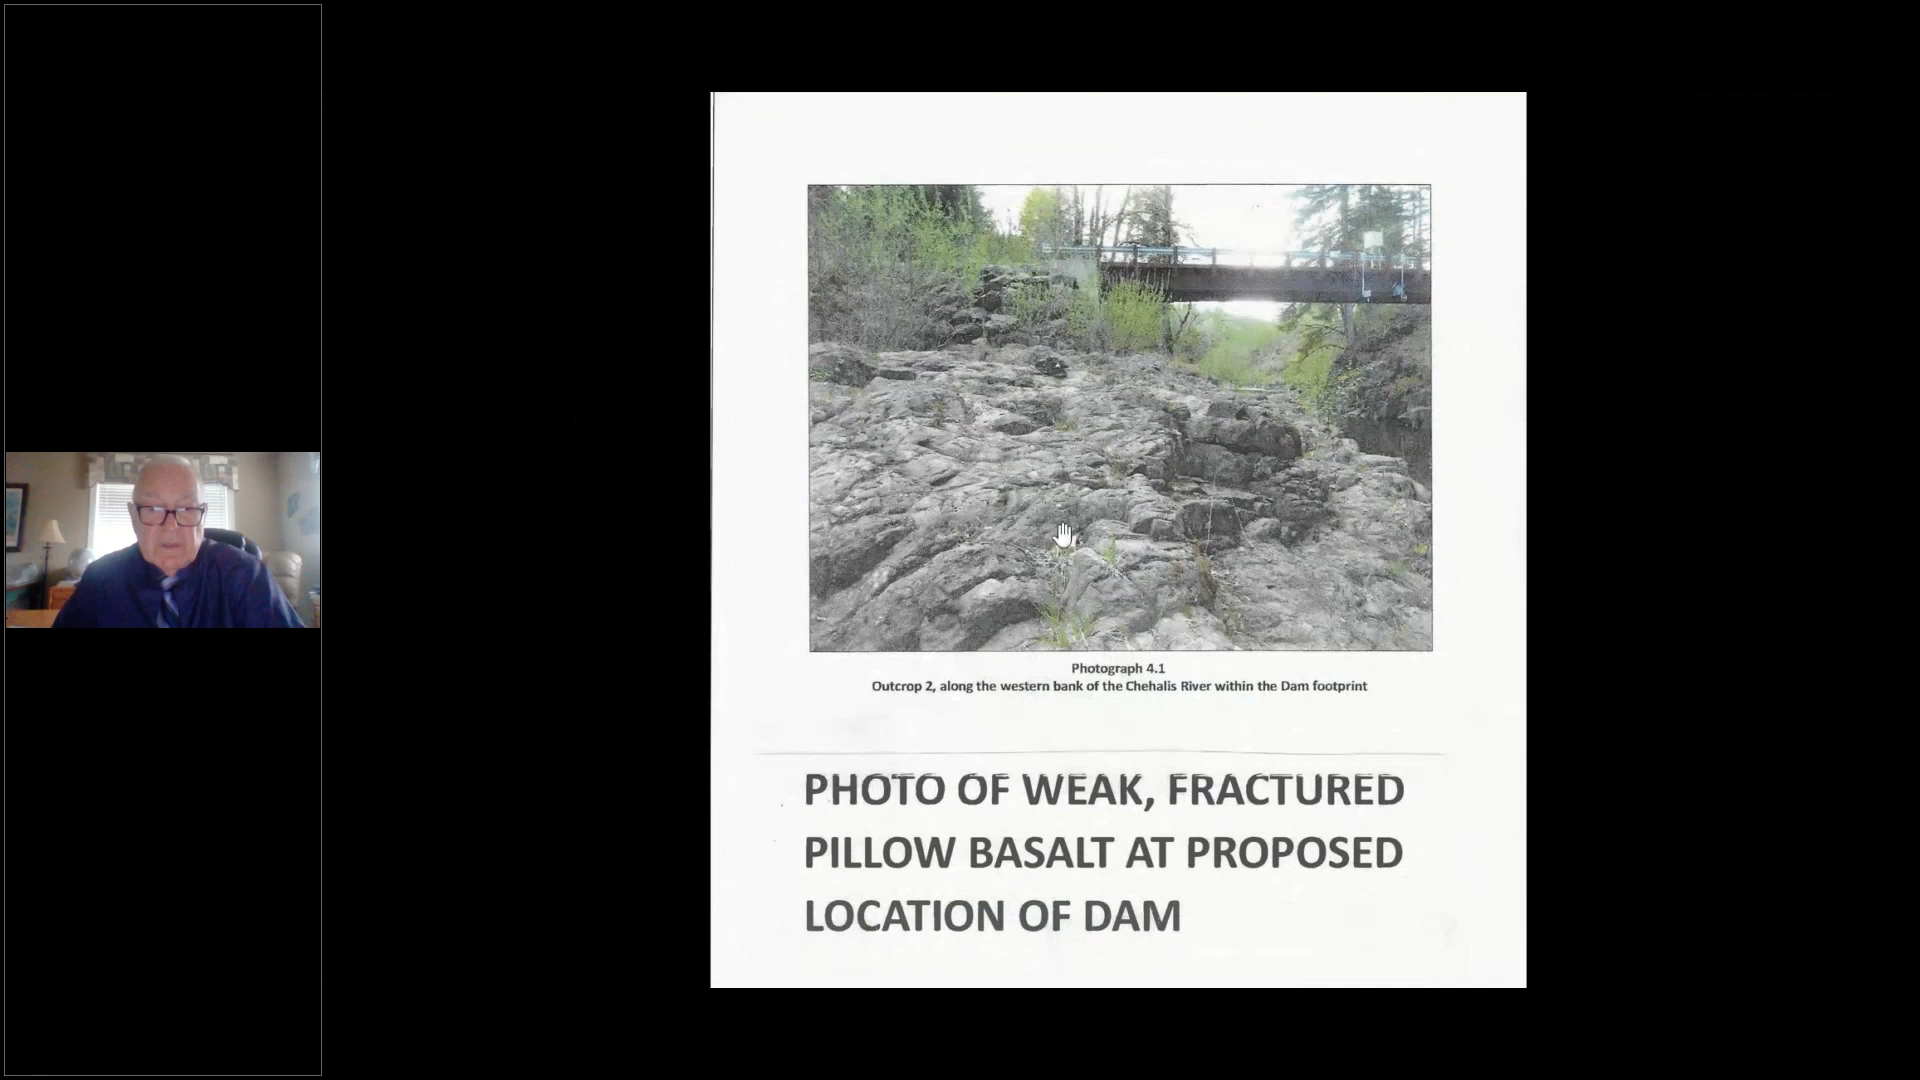 Photograph 4.1
Outcrop 2, along the western bank of the Chehalis River within the Dam footprint
PHOTO OF WEAK, FRACTURED
PILLOW BASALT AT PROPOSED
LOCATION OF DAM